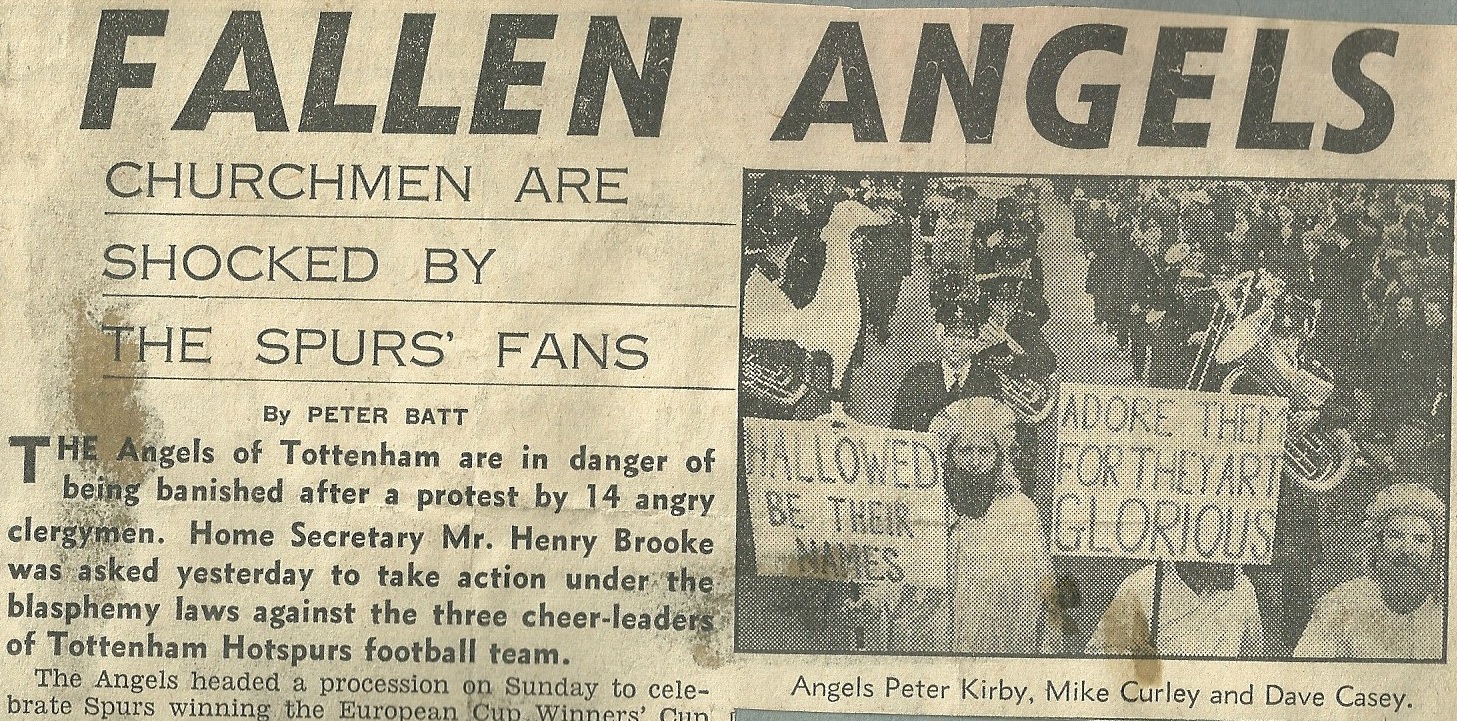 FALLEN ANGELS
CHURCHMEN ARE
SHOCKED BY
THE SPURS' FANS
By PETER BATT
THE Angels of Tottenham are in danger of
being banished after a protest by 14 angry
clergymen. Home Secretary Mr. Henry Brooke
was asked yesterday to take action under the
blasphemy laws against the three cheer-leaders
of Tottenham Hotspurs football team.
The Angels headed a procession on Sunday to cele-
brate Spurs winning the European Cup Winners' Cup
HALLOWED
BE THEIR
NAMES
ADORE THEM
FOR THEY ART
GLORIOUS
Angels Peter Kirby, Mike Curley and Dave Casey.